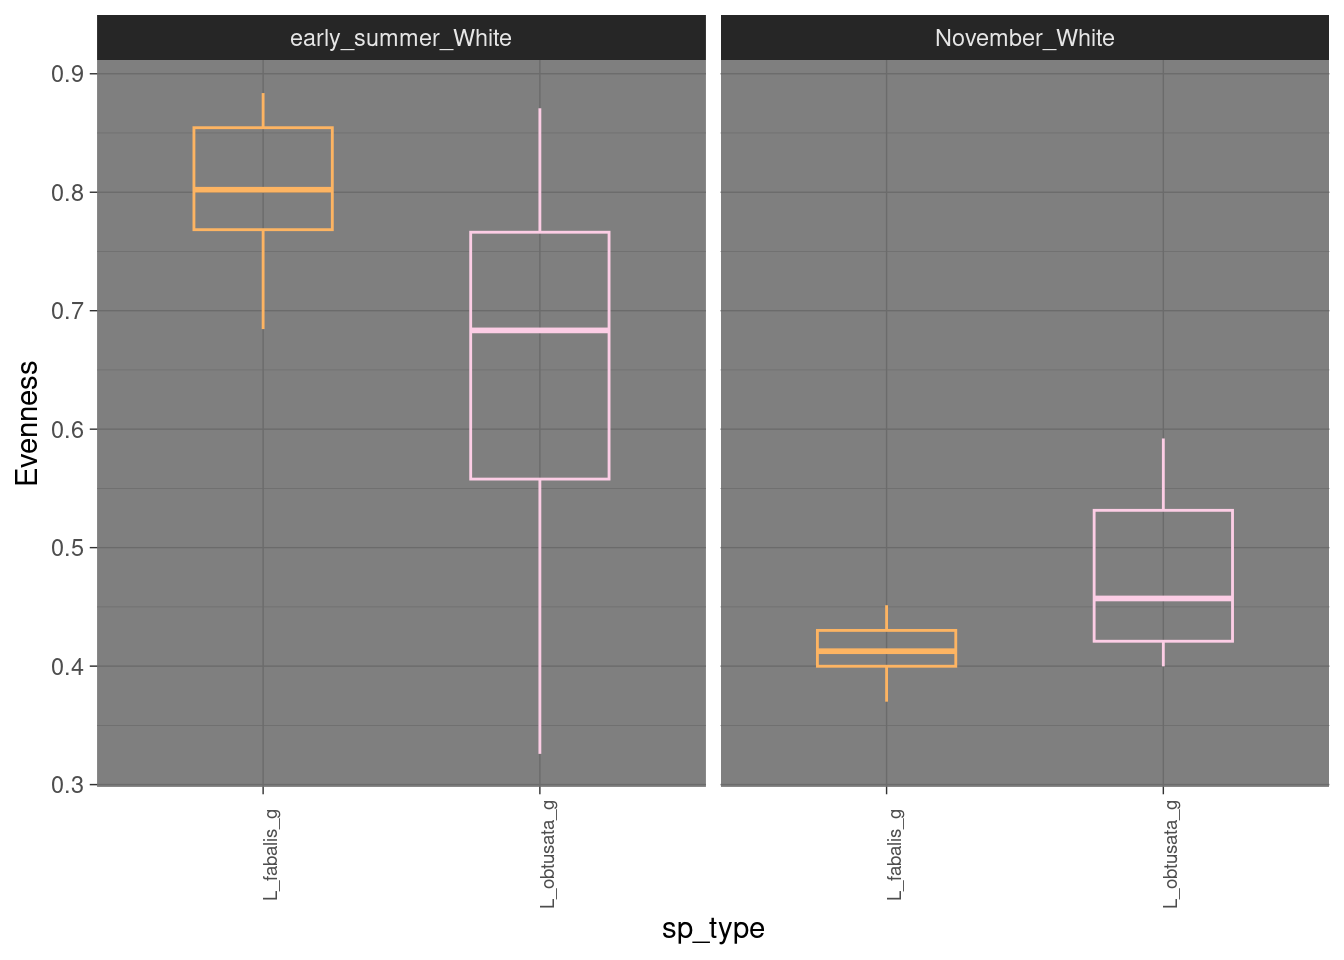 early_summer_White
November_White
0.9
0.8
0.7
0.6
0.5
0.4
0.3
Evenness
L_fabalis_g
L_obtusata_g
L_fabalis_g
L_obtusata_g
sp_type